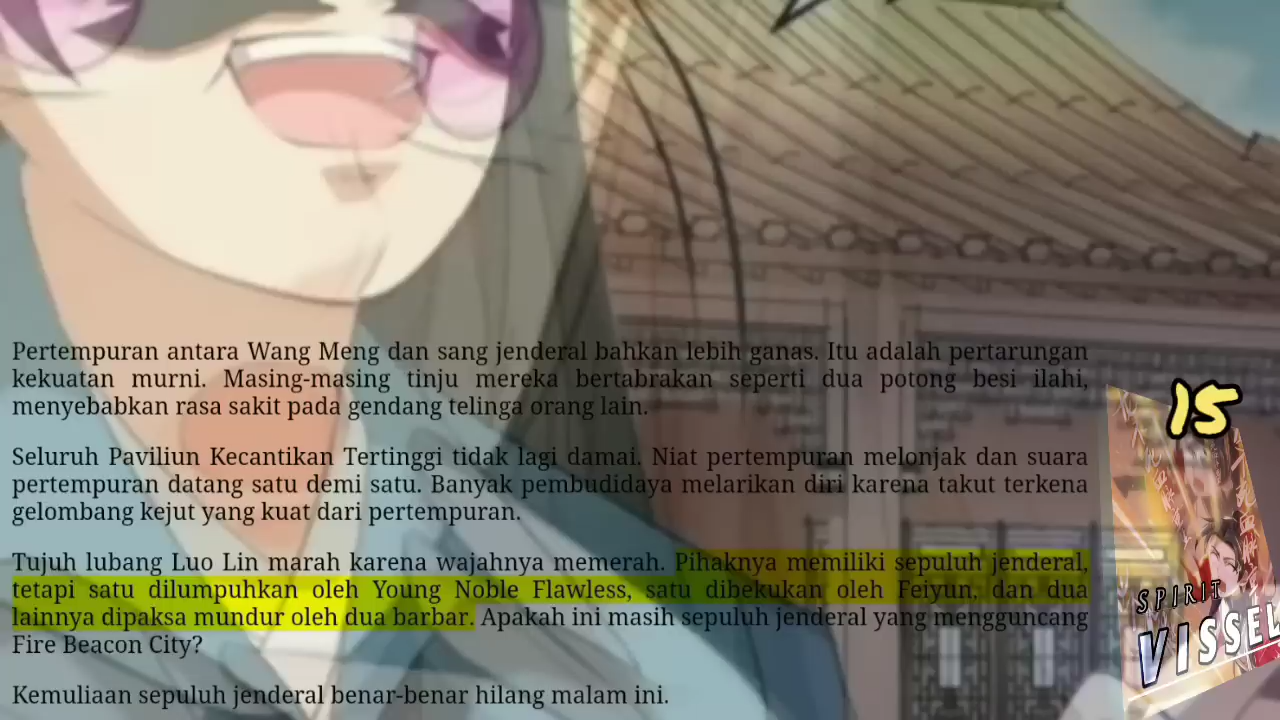 Pertempuran antara Wang Meng dan sang jenderal bahkan lebih ganas. Itu adalah pertarungan
kekuatan murni. Masing-masing tinju mereka bertabrakan seperti dua potong besi ilahi,
menyebabkan rasa sakit pada gendang telinga orang lain.
Seluruh Paviliun Kecantikan Tertinggi tidak lagi damai. Niat pertempuran melonjak dan suara
pertempuran datang satu demi satu. Banyak pembudidaya melarikan diri karena takut terkena
gelombang kejut yang kuat dari pertempuran.
Tujuh lubang Luo Lin marah karena wajahnya memerah. Pihaknya memiliki sepuluh jenderal,
tetapi satu dilumpuhkan oleh Young Noble Flawless, satu dibekukan oleh Feiyun, dan dua
lainnya dipaksa mundur oleh dua barbar. Apakah ini masih sepuluh jenderal yang mengguncang
Fire Beacon City?
Kemuliaan sepuluh jenderal benar-benar hilang malam ini.
15
SPIRIT
VISSEL